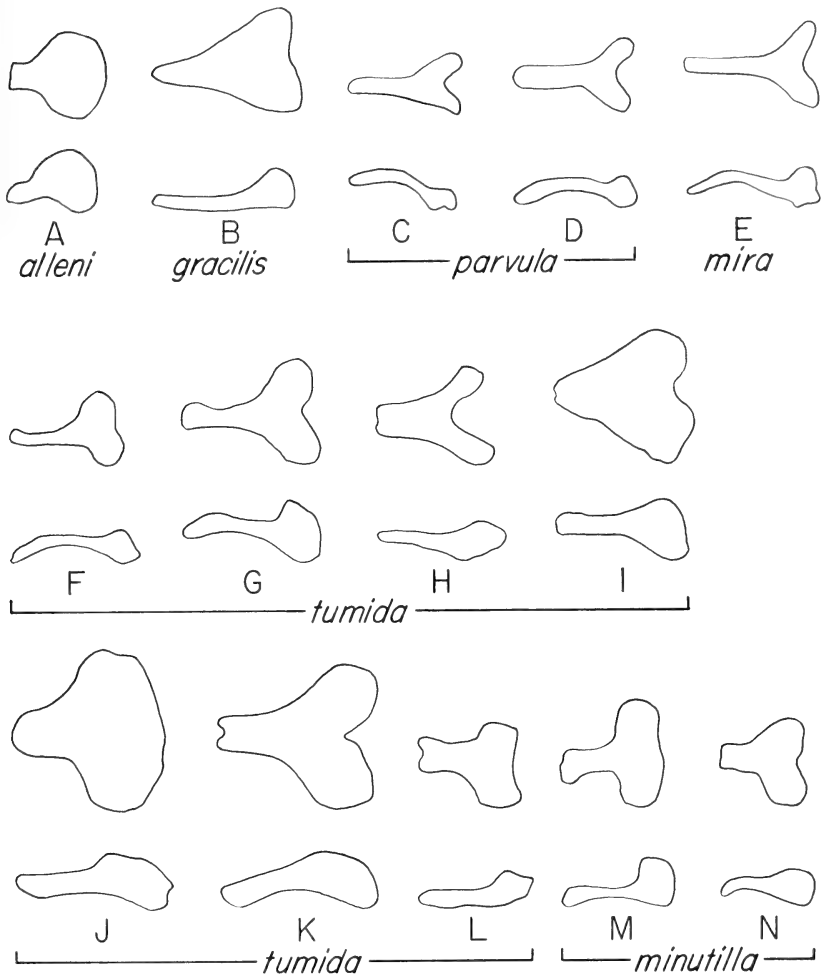 A B C D E
alleni gracilis parvula mira
F G H I
tumida
J K L M N
tumida minutilla